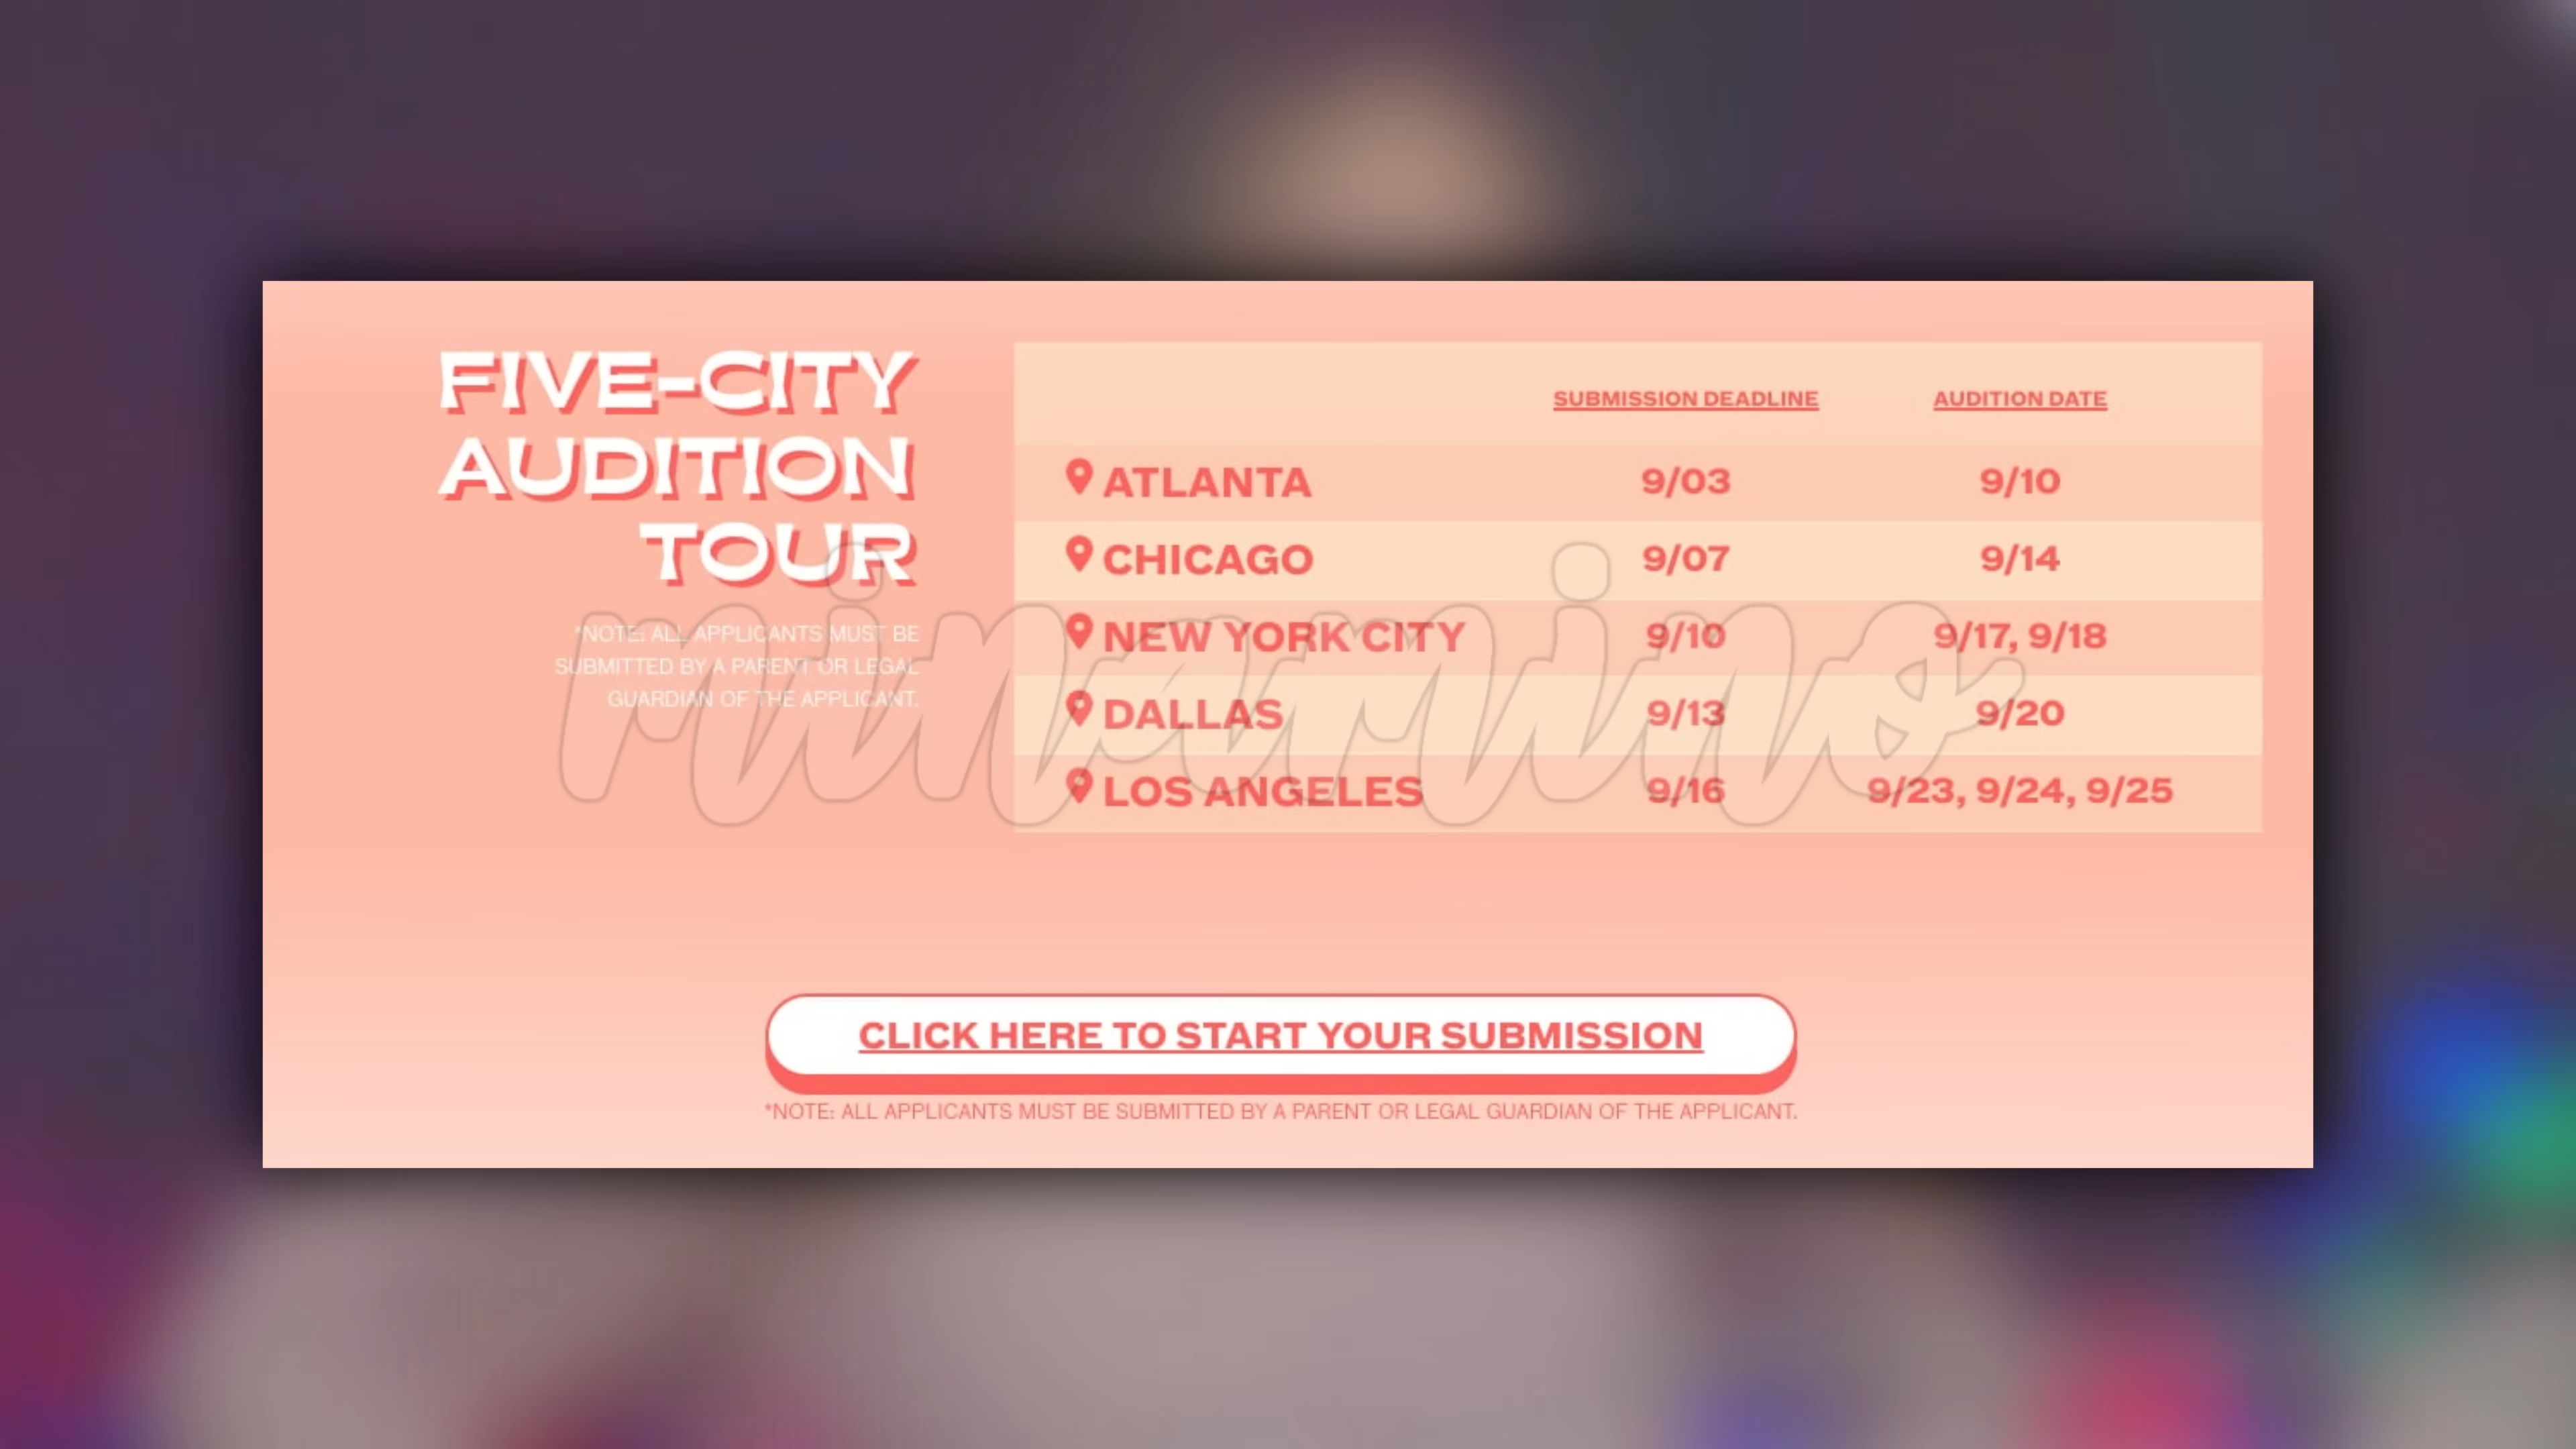 FIVE-CITY
AUDITION
TOUR
*NOTE: ALL APPLICANTS MUST BE
SUBMITTED BY A PARENT OR LEGAL
GUARDIAN OF THE APPLICANT.
SUBMISSION DEADLINE AUDITION DATE
ATLANTA 9/03 9/10
CHICAGO 9/07 9/14
NEW YORK CITY 9/10 9/17, 9/18
DALLAS 9/13 9/20
LOS ANGELES 9/16 9/23, 9/24, 9/25
CLICK HERE TO START YOUR SUBMISSION
*NOTE: ALL APPLICANTS MUST BE SUBMITTED BY A PARENT OR LEGAL GUARDIAN OF THE APPLICANT.